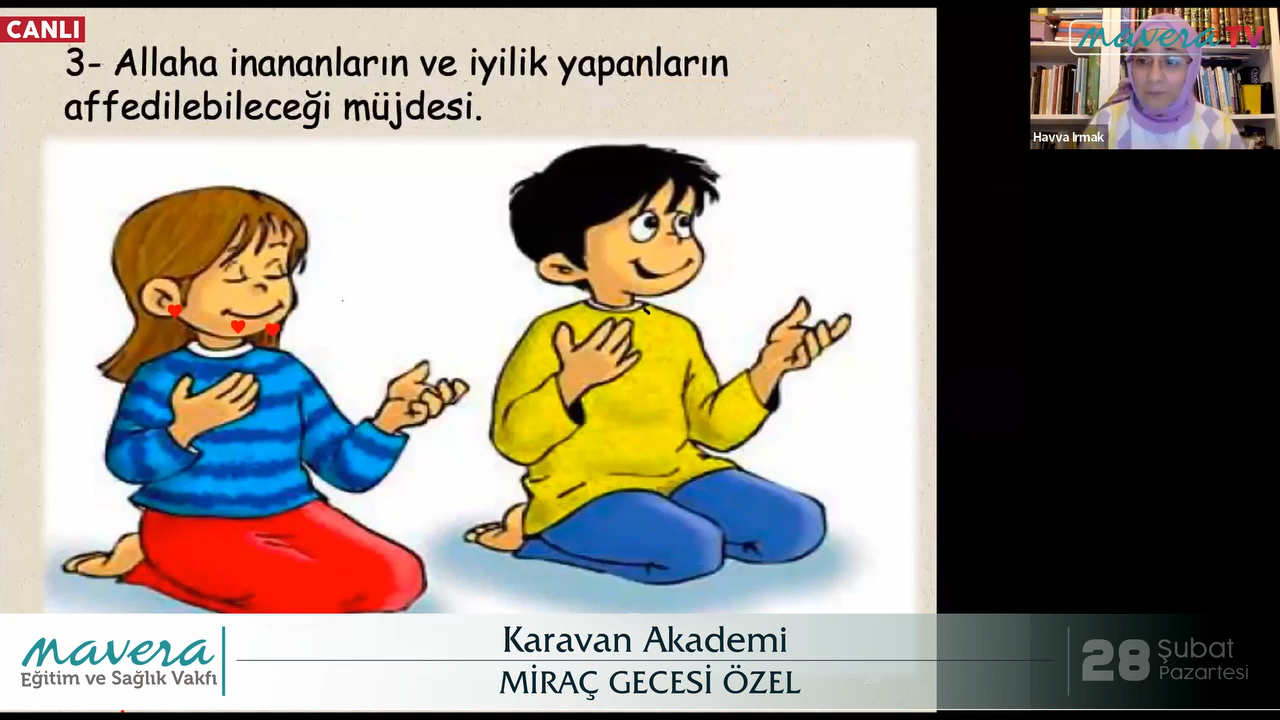 CANLI
3- Allaha inananların ve iyilik yapanların
affedilebileceği müjdesi.
mavera TV
Havva Irmak
mavera
Eğitim ve Sağlık Vakfı
Karavan Akademi
MİRAÇ GECESİ ÖZEL
28 Şubat
Pazartesi